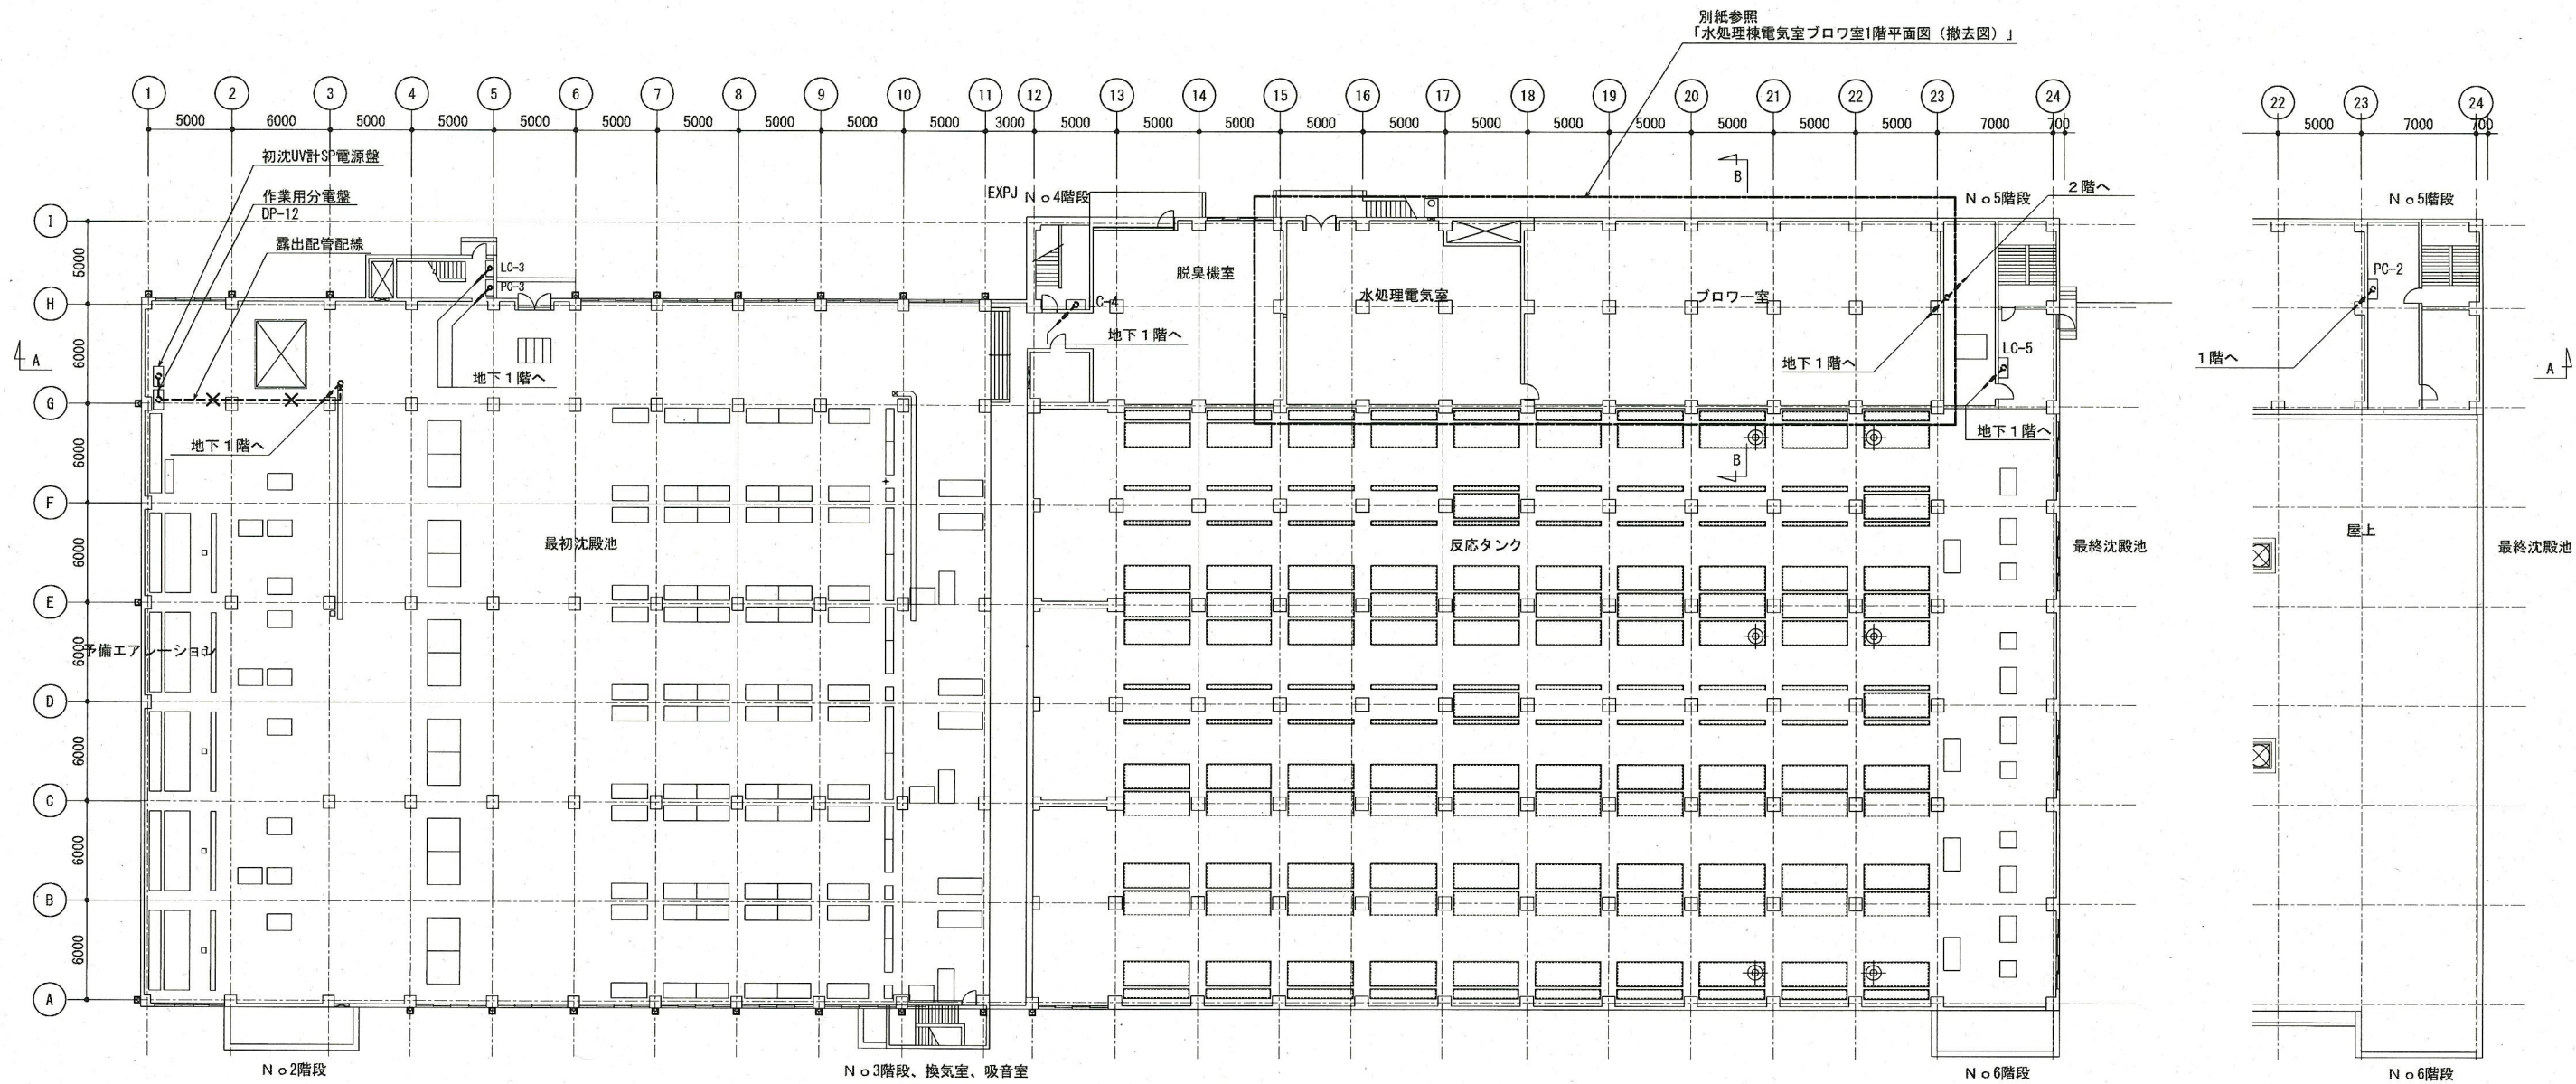 別紙参照
「水処理棟電気室ブロワ室1階平面図（撤去図）」
1 2 3 4 5 6 7 8 9 10 11 12 13 14 15 16 17 18 19 20 21 22 23 24
5000 6000 5000 5000 5000 5000 5000 5000 5000 5000 3000 5000 5000 5000 5000 5000 5000 5000 5000 5000 5000 5000 7000 700
22 23 24
5000 7000 700
初沈UV計SP電源盤
作業用分電盤
DP-12
露出配管配線
EXPJ
No4階段
B
No5階段
2階へ
No5階段
I
5000
LC-3
PC-3
脱臭機室
水処理電気室
ブロワー室
PC-2
H
C-4
地下1階へ
地下1階へ
LC-5
1階へ
A
6000
地下1階へ
A
G
地下1階へ
地下1階へ
6000
B
F
6000
最初沈殿池
反応タンク
最終沈殿池
屋上
最終沈殿池
E
6000
予備エアレーション
D
6000
C
6000
B
6000
A
No2階段
No3階段、換気室、吸音室
No6階段
No6階段